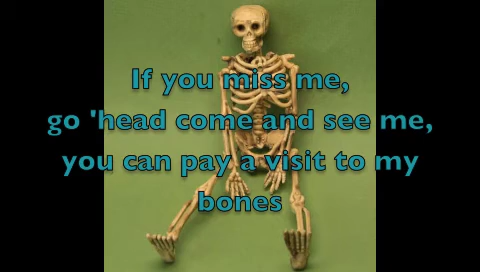 If you miss me,
go 'head come and see me,
you can pay a visit to my
bones